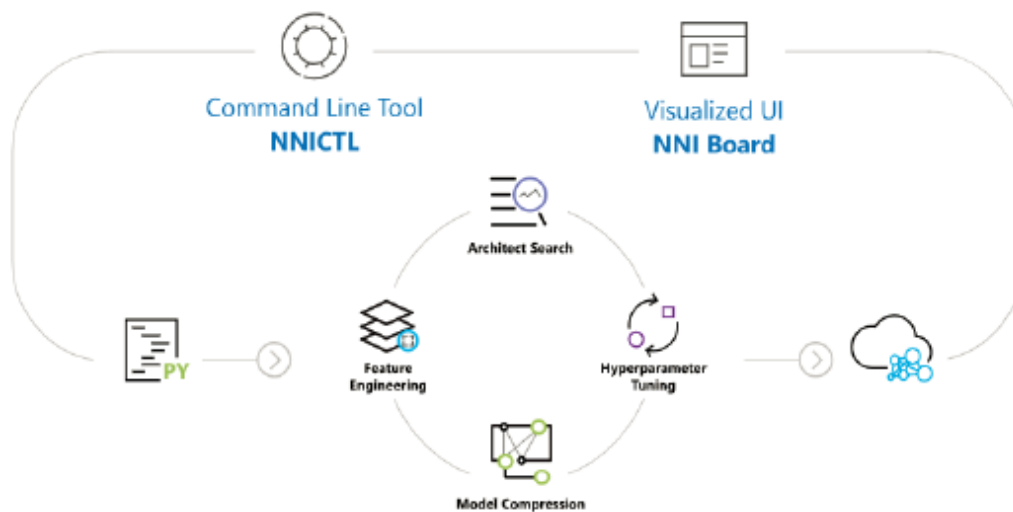 Command Line Tool
NNICTL
Visualized UI
NNI Board
Architect Search
PY
Feature
Engineering
Hyperparameter
Tuning
Model Compression